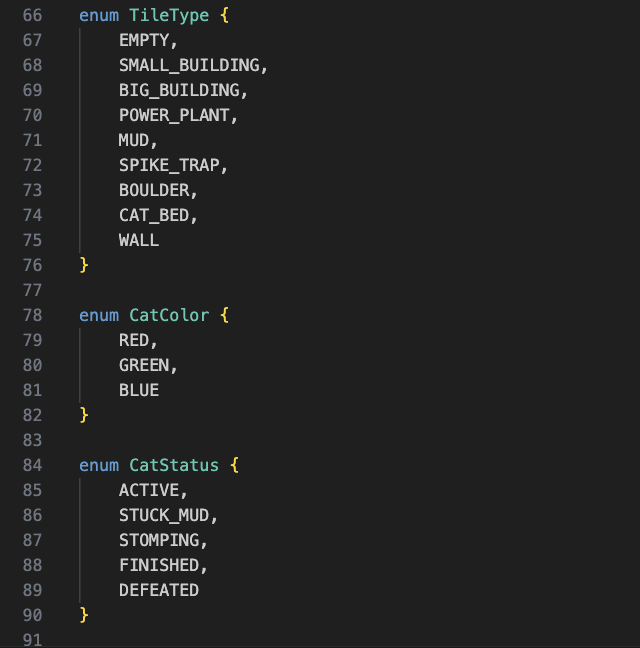 66 enum TileType {
67 EMPTY,
68 SMALL_BUILDING,
69 BIG_BUILDING,
70 POWER_PLANT,
71 MUD,
72 SPIKE_TRAP,
73 BOULDER,
74 CAT_BED,
75 WALL
76 }
77
78 enum CatColor {
79 RED,
80 GREEN,
81 BLUE
82 }
83
84 enum CatStatus {
85 ACTIVE,
86 STUCK_MUD,
87 STOMPING,
88 FINISHED,
89 DEFEATED
90 }
91